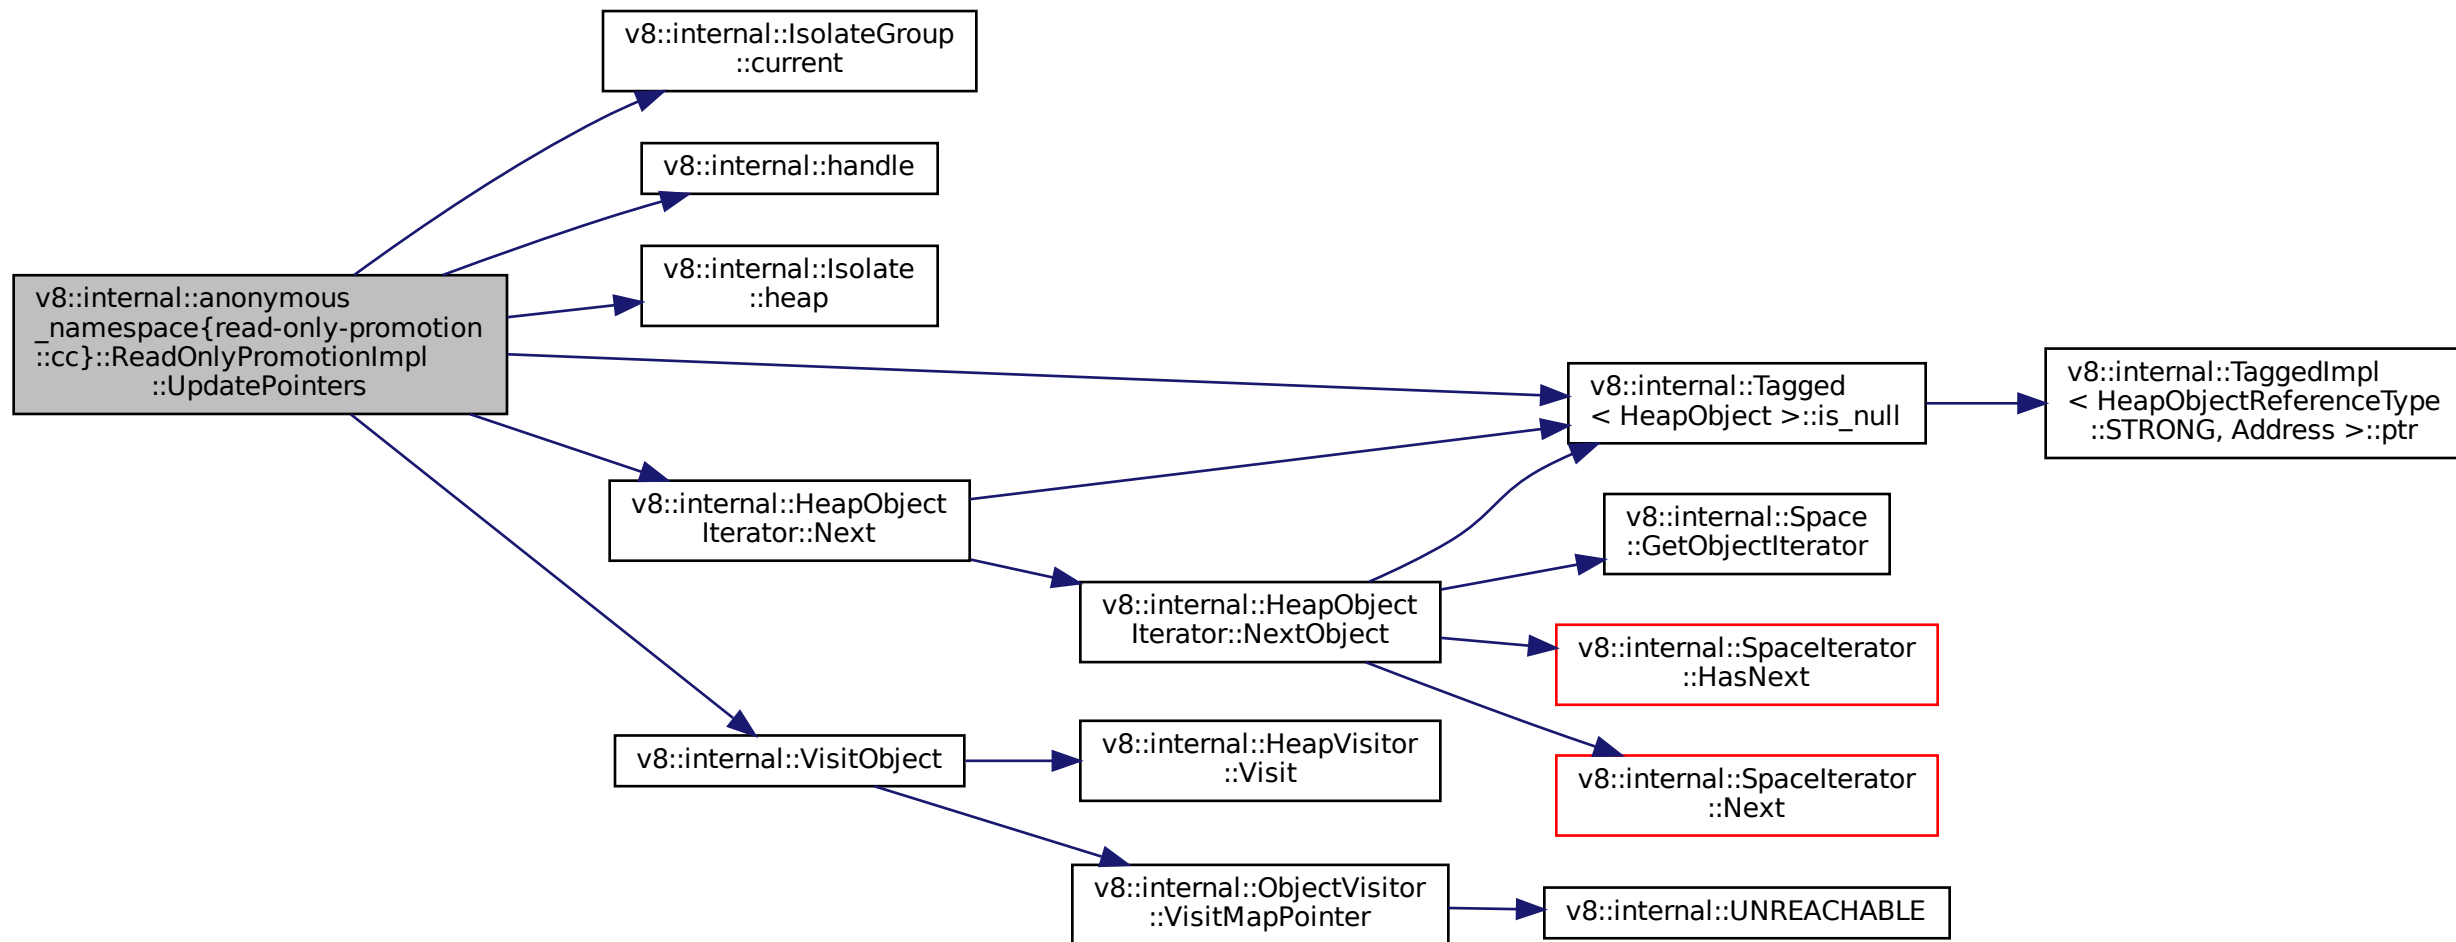 v8::internal::IsolateGroup
::current
v8::internal::handle
v8::internal::Isolate
::heap
v8::internal::anonymous
_namespace{read-only-promotion
::cc}::ReadOnlyPromotionImpl
::UpdatePointers
v8::internal::Tagged
< HeapObject >::is_null
v8::internal::TaggedImpl
< HeapObjectReferenceType
::STRONG, Address >::ptr
v8::internal::HeapObject
Iterator::Next
v8::internal::Space
::GetObjectIterator
v8::internal::HeapObject
Iterator::NextObject
v8::internal::SpaceIterator
::HasNext
v8::internal::SpaceIterator
::Next
v8::internal::VisitObject
v8::internal::HeapVisitor
::Visit
v8::internal::ObjectVisitor
::VisitMapPointer
v8::internal::UNREACHABLE